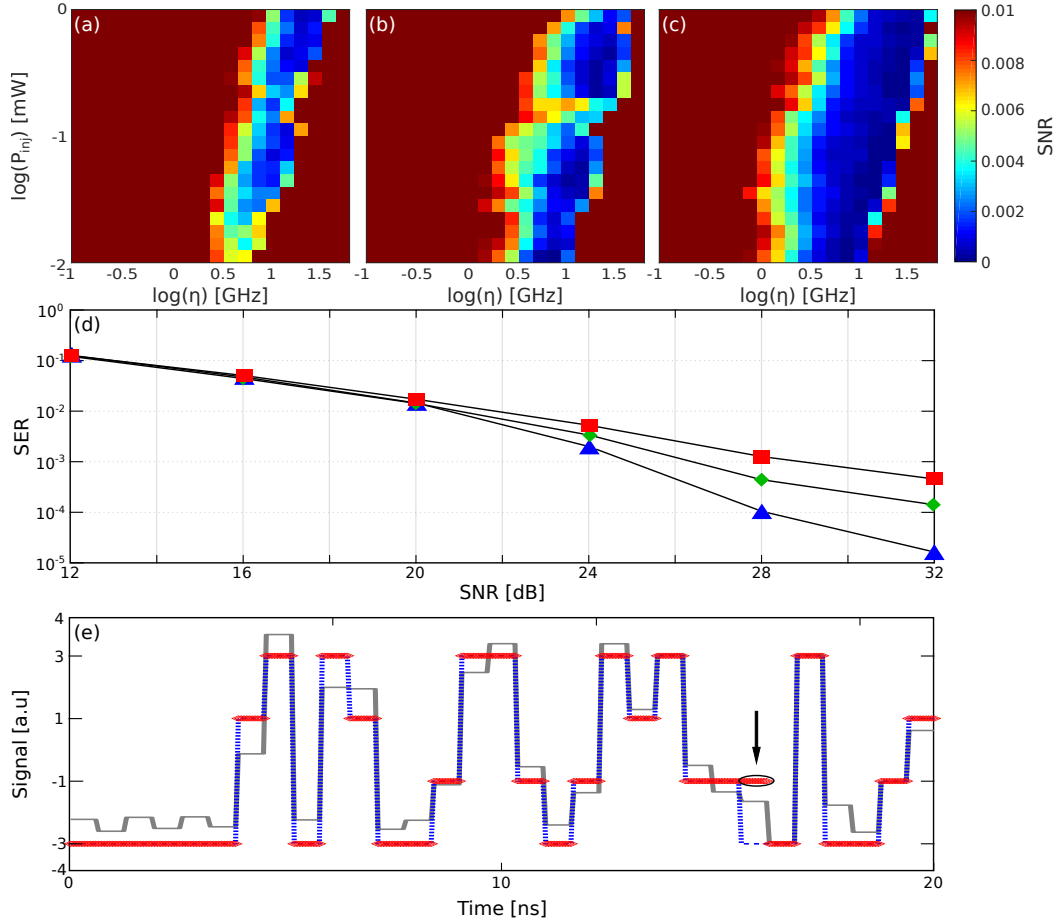 (a) (b) (c)
0 -1 -2
log(P_inj) [mW]
0.01 0.008 0.006 0.004 0.002 0
SNR
-1 -0.5 0 0.5 1 1.5 -1 -0.5 0 0.5 1 1.5 -1 -0.5 0 0.5 1 1.5
log(η) [GHz] log(η) [GHz] log(η) [GHz]
(d)
10^0
10^-1
10^-2
10^-3
10^-4
10^-5
SER
12 16 20 24 28 32
SNR [dB]
(e)
4
3
1
-1
-3
-4
Signal [a.u]
0 10 20
Time [ns]